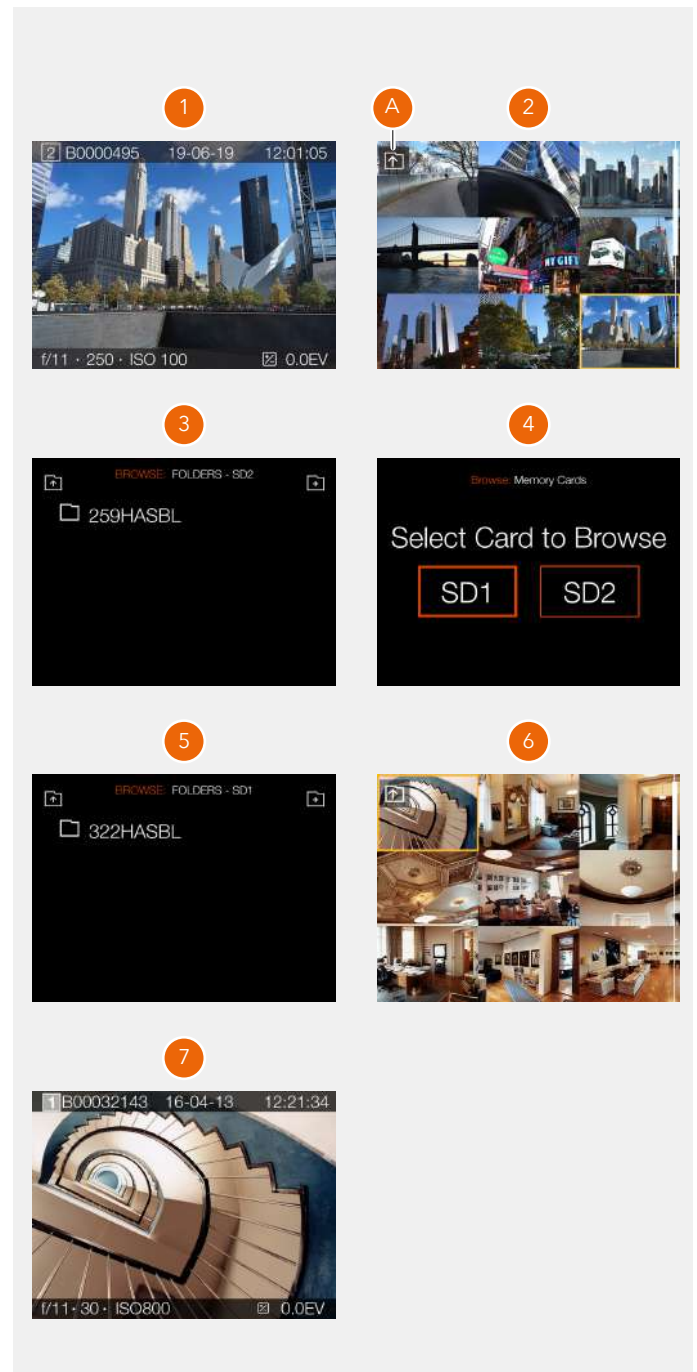 1
A
2
2 B0000495 19-06-19 12:01:05
MY GIFT
f/11 · 250 · ISO 100 0.0EV
3
4
BROWSE: FOLDERS - SD2
259HASBL
Browse: Memory Cards
Select Card to Browse
SD1 SD2
5
6
BROWSE: FOLDERS - SD1
322HASBL
7
1 B00032143 16-04-13 12:21:34
f/11 · 30 · ISO800 0.0EV